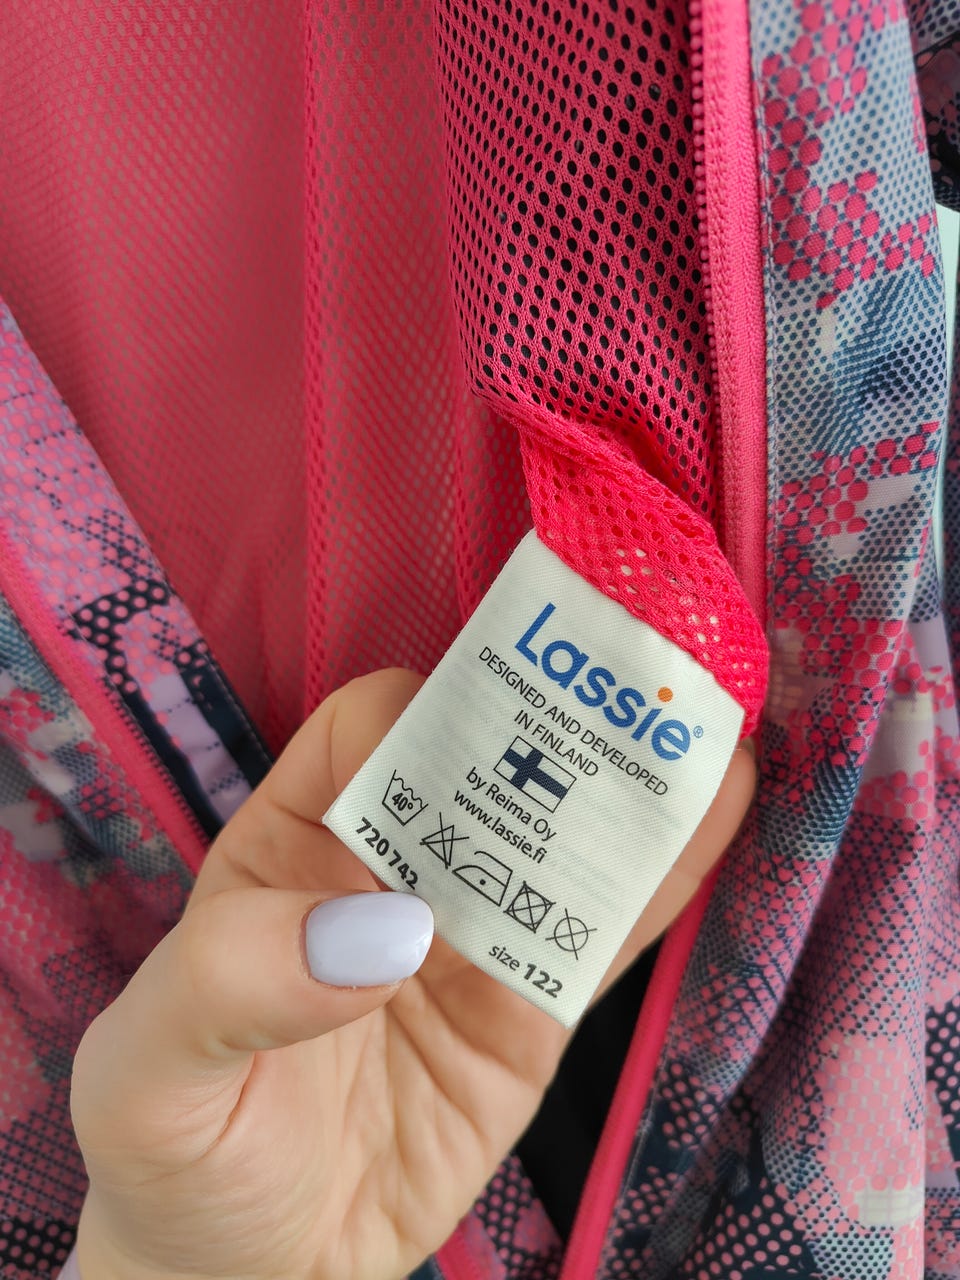 Lassie®
DESIGNED AND DEVELOPED
IN FINLAND
by Reima Oy
www.lassie.fi
40°
720 742
size 122